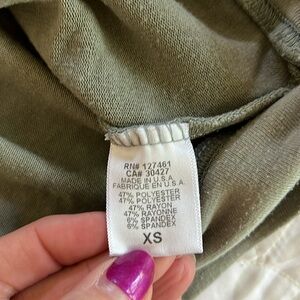 RN# 127461
CA# 30427
MADE IN U.S.A.
FABRIQUE EN U.S.A.
47% POLYESTER
47% POLYESTER
47% RAYON
47% RAYONNE
6% SPANDEX
6% SPANDEX
XS